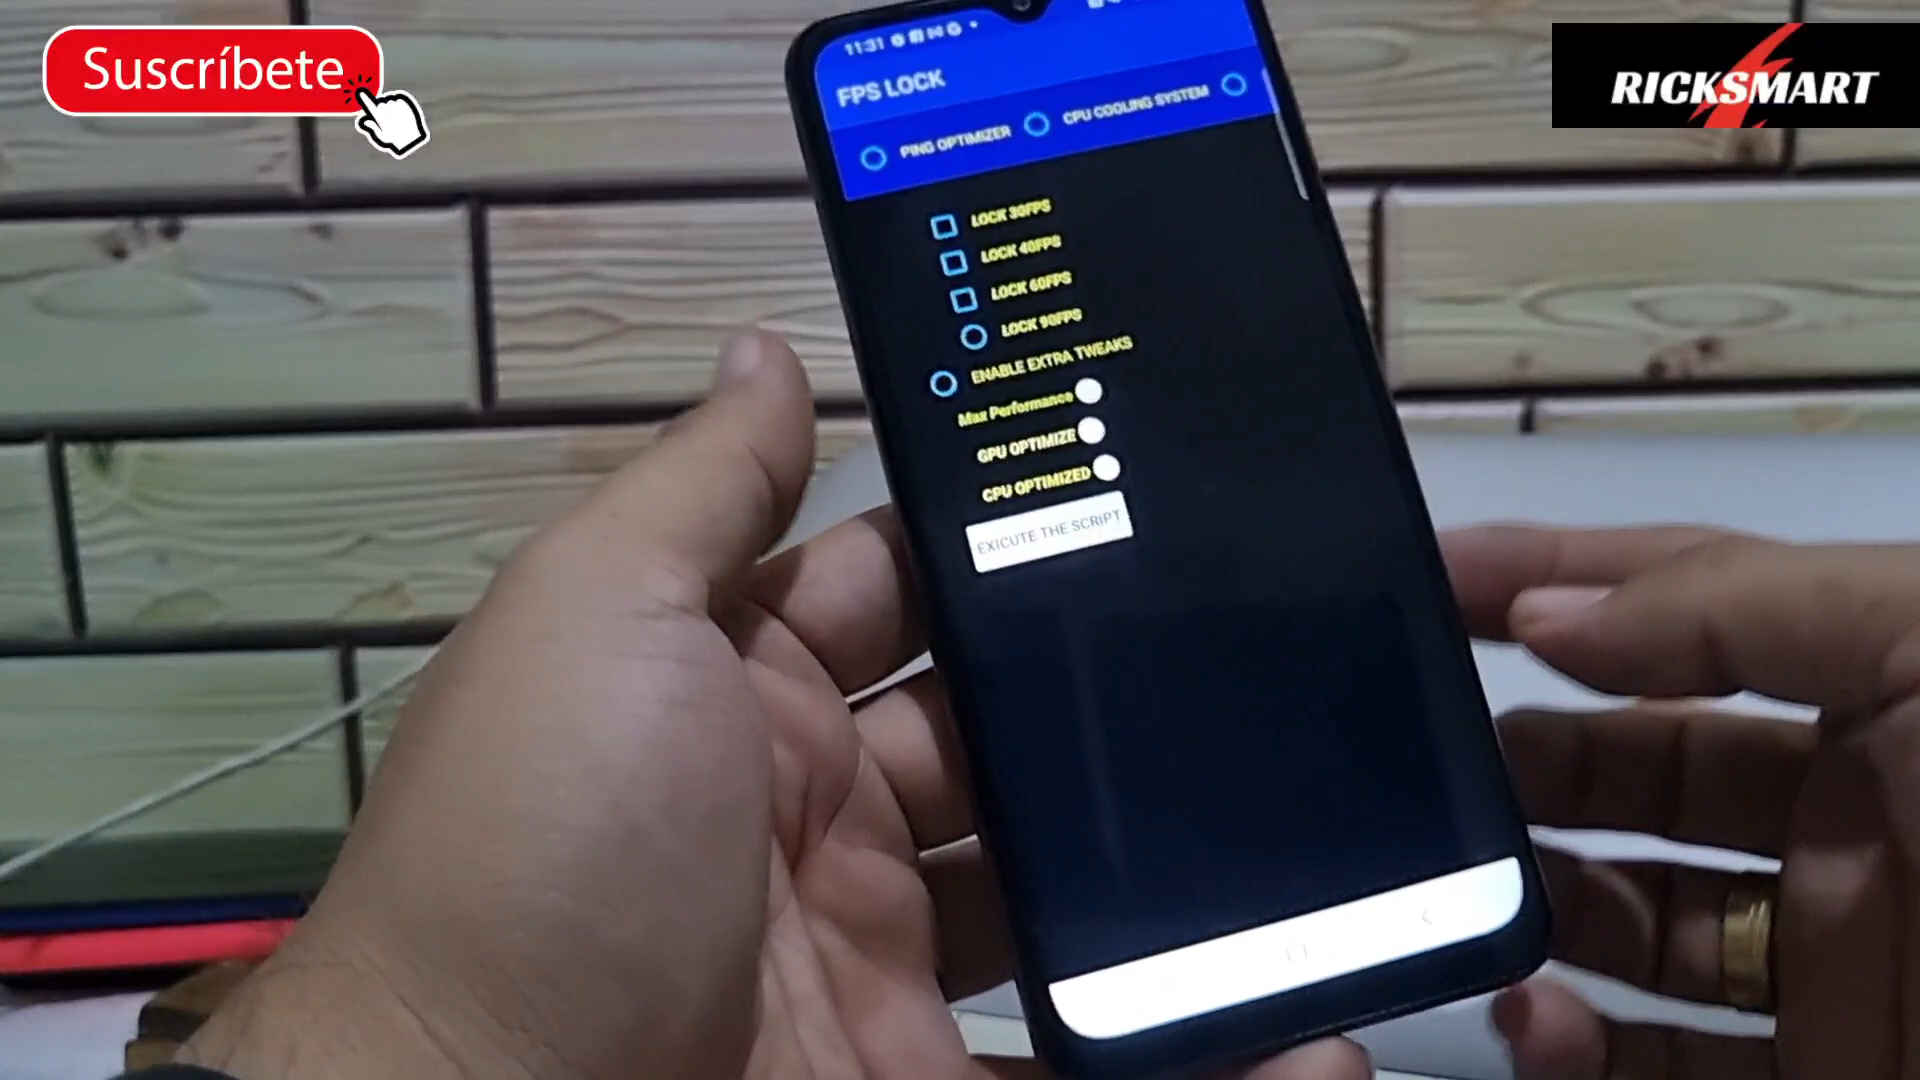 Suscríbete
RICKSMART
11:31
FPS LOCK
PING OPTIMIZER
CPU COOLING SYSTEM
LOCK 30FPS
LOCK 40FPS
LOCK 60FPS
LOCK 90FPS
ENABLE EXTRA TWEAKS
Max Performance
GPU OPTIMIZE
CPU OPTIMIZED
EXICUTE THE SCRIPT